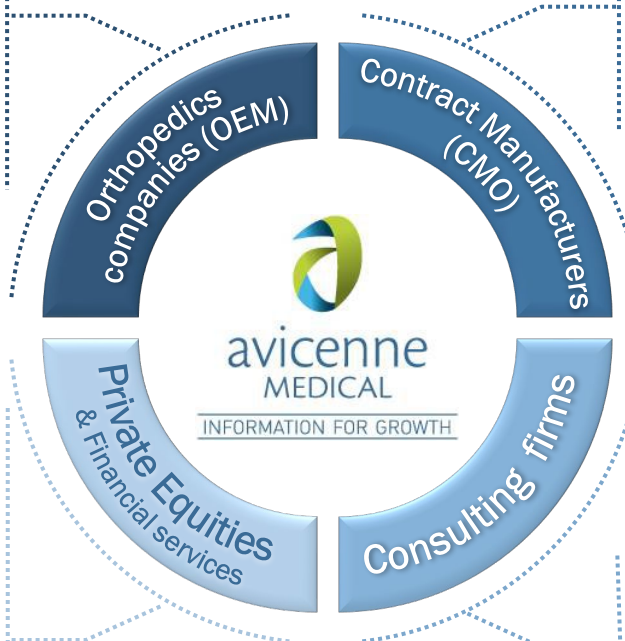 Orthopedics
companies (OEM)
Contract Manufacturers
(CMO)
avicenne
MEDICAL
INFORMATION FOR GROWTH
Private Equities
& Financial services
Consulting firms